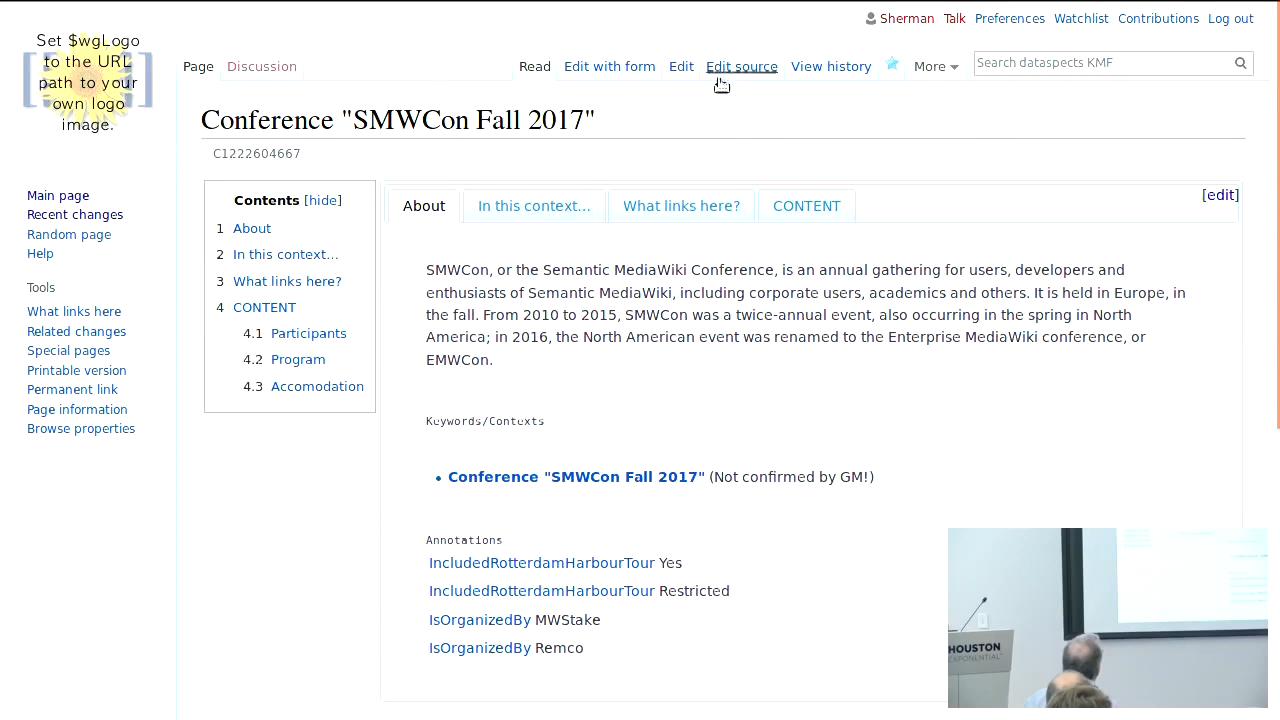 Sherman Talk Preferences Watchlist Contributions Log out
Set $wgLogo
to the URL
path to your
own logo
image.
Page Discussion Read Edit with form Edit Edit source View history More Search dataspects KMF
Conference "SMWCon Fall 2017"
C1222604667
Main page
Recent changes
Random page
Help
Tools
What links here
Related changes
Special pages
Printable version
Permanent link
Page information
Browse properties
Contents [hide]
1 About
2 In this context...
3 What links here?
4 CONTENT
4.1 Participants
4.2 Program
4.3 Accomodation
About In this context... What links here? CONTENT [edit]
SMWCon, or the Semantic MediaWiki Conference, is an annual gathering for users, developers and
enthusiasts of Semantic MediaWiki, including corporate users, academics and others. It is held in Europe, in
the fall. From 2010 to 2015, SMWCon was a twice-annual event, also occurring in the spring in North
America; in 2016, the North American event was renamed to the Enterprise MediaWiki conference, or
EMWCon.
Keywords/Contexts
• Conference "SMWCon Fall 2017" (Not confirmed by GM!)
Annotations
IncludedRotterdamHarbourTour Yes
IncludedRotterdamHarbourTour Restricted
IsOrganizedBy MWStake
IsOrganizedBy Remco
HOUSTON
EXPONENTIAL